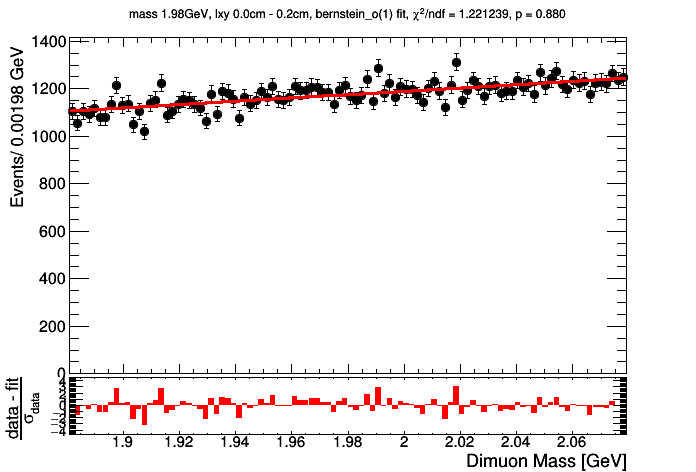 mass 1.98GeV, lxy 0.0cm - 0.2cm, bernstein_o(1) fit, χ²/ndf = 1.221239, p = 0.880
Events/ 0.00198 GeV
1400
1200
1000
800
600
400
200
0
data - fit
σdata
4
2
0
−2
−4
1.9 1.92 1.94 1.96 1.98 2 2.02 2.04 2.06
Dimuon Mass [GeV]